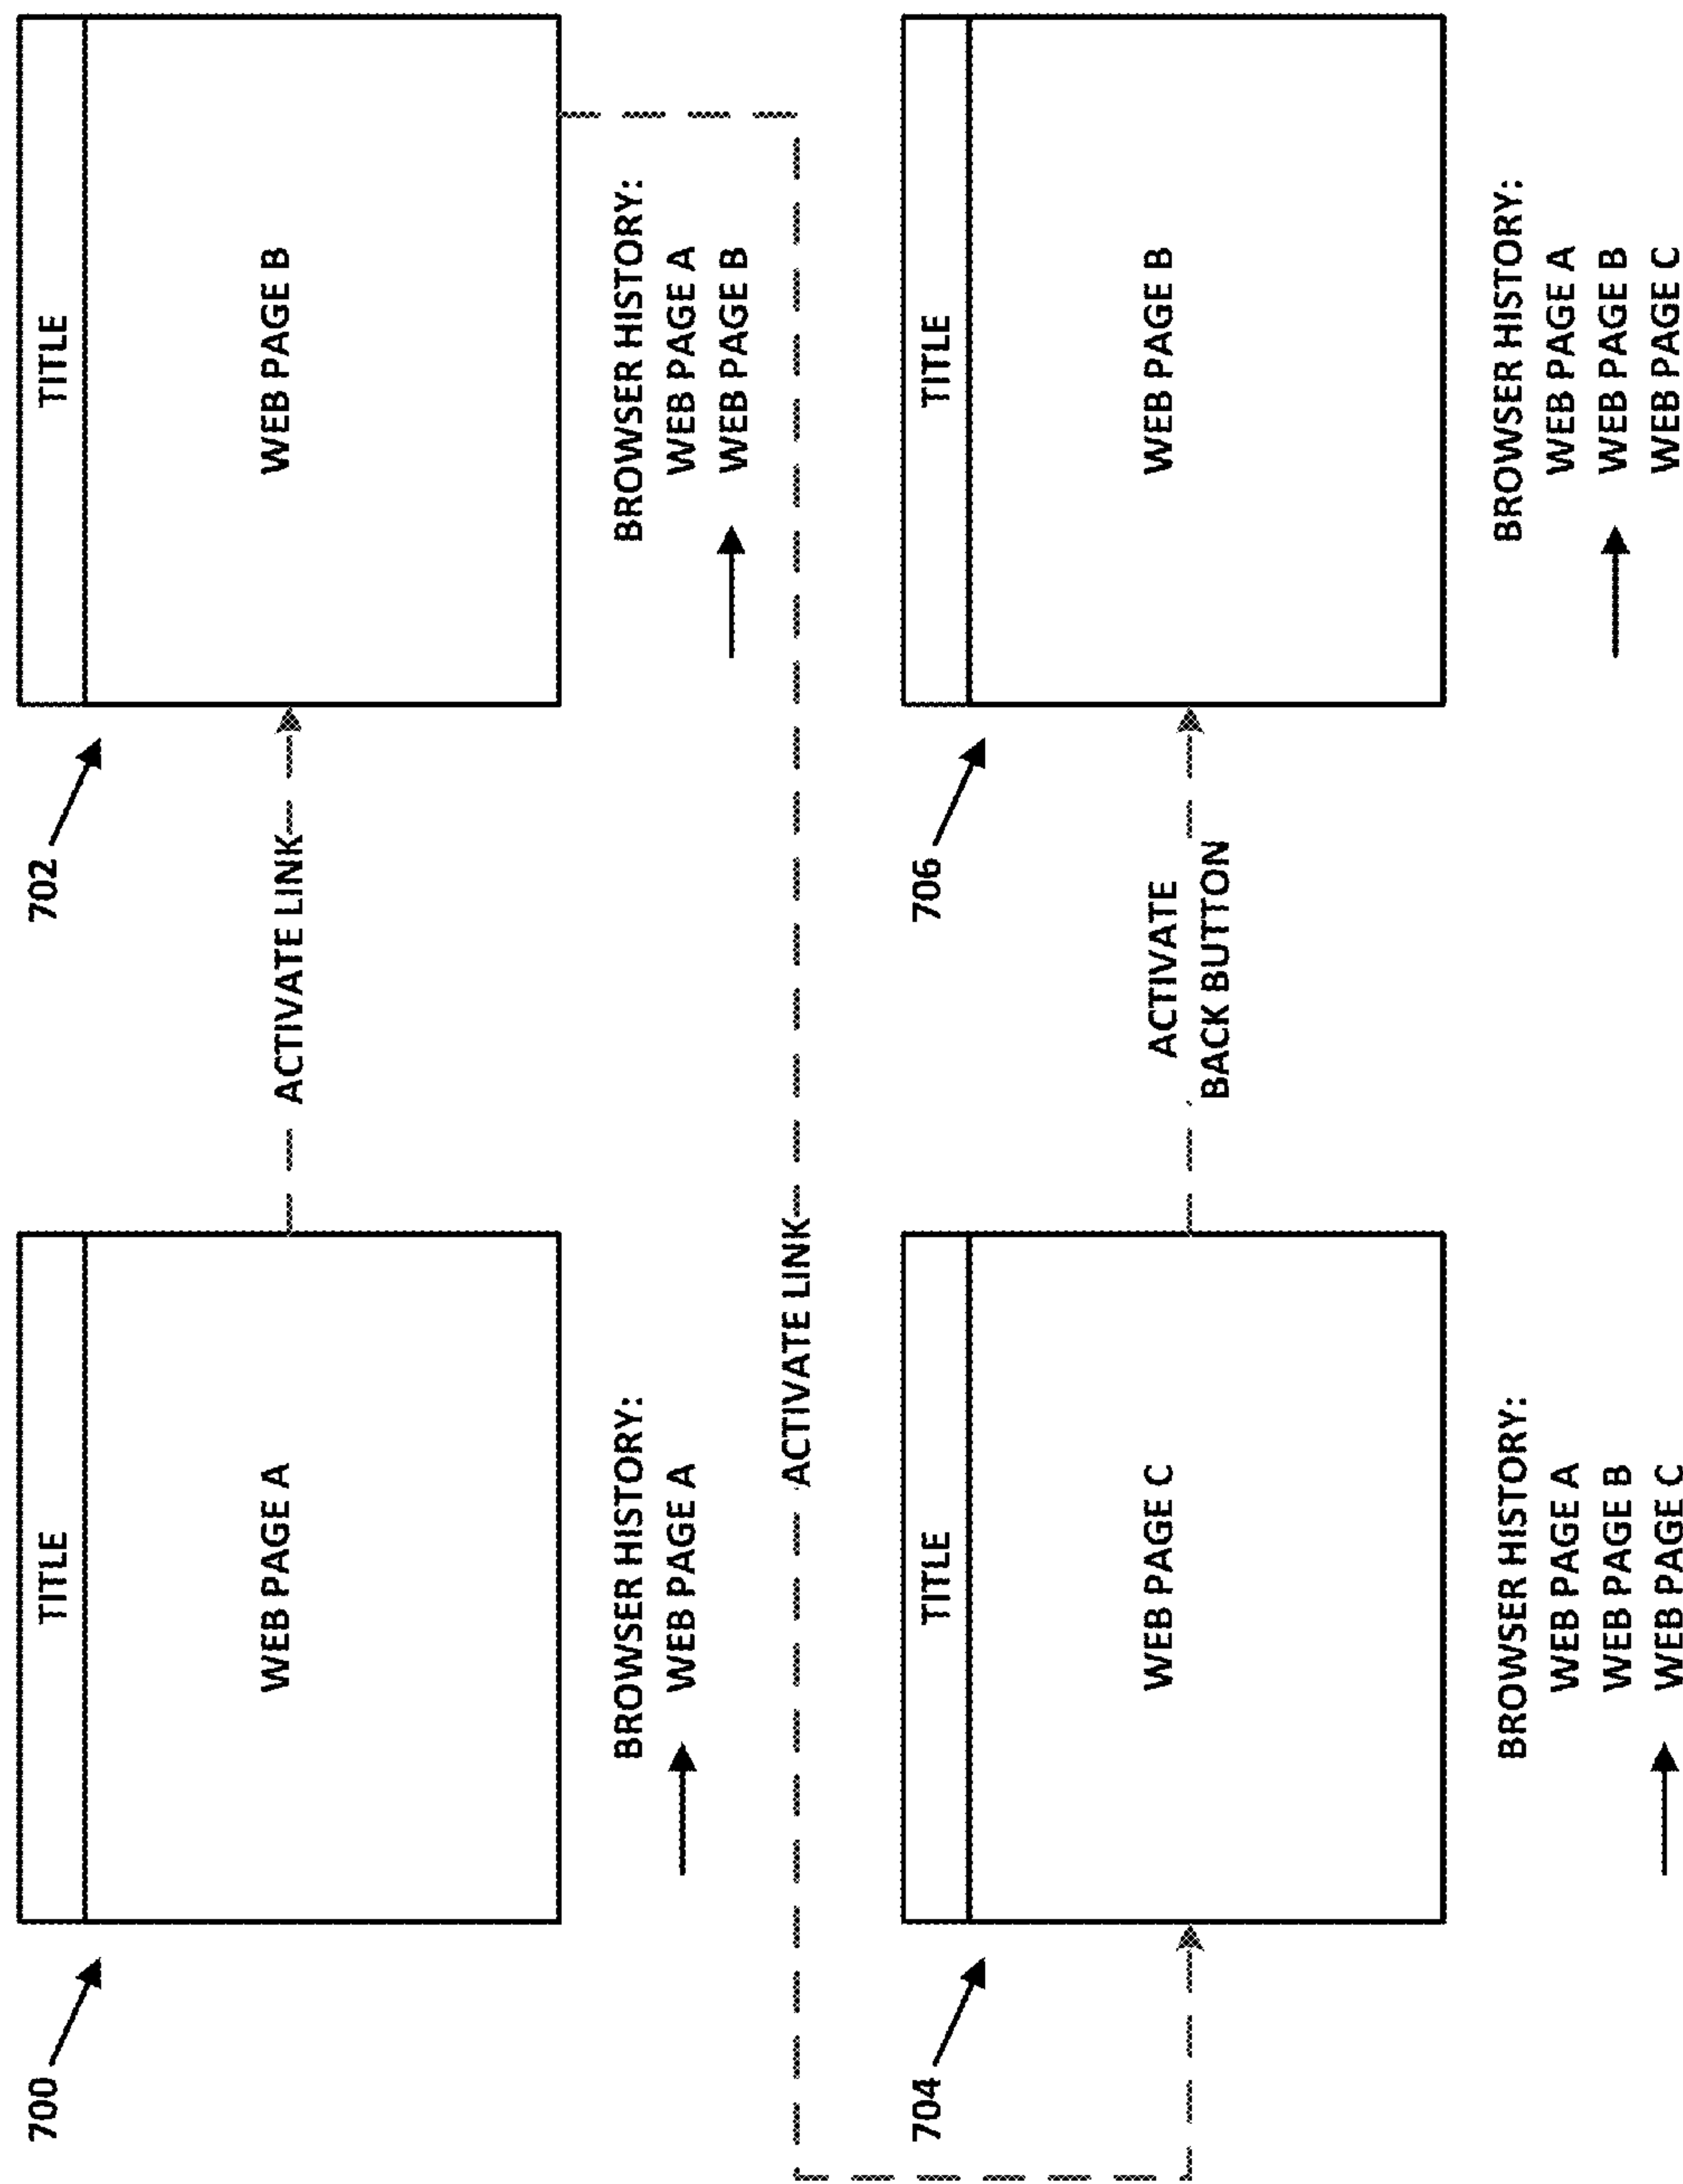 700
TITLE
WEB PAGE A
BROWSER HISTORY:
WEB PAGE A
ACTIVATE LINK
702
TITLE
WEB PAGE B
BROWSER HISTORY:
WEB PAGE A
WEB PAGE B
ACTIVATE LINK
704
TITLE
WEB PAGE C
BROWSER HISTORY:
WEB PAGE A
WEB PAGE B
WEB PAGE C
ACTIVATE
BACK BUTTON
706
TITLE
WEB PAGE B
BROWSER HISTORY:
WEB PAGE A
WEB PAGE B
WEB PAGE C